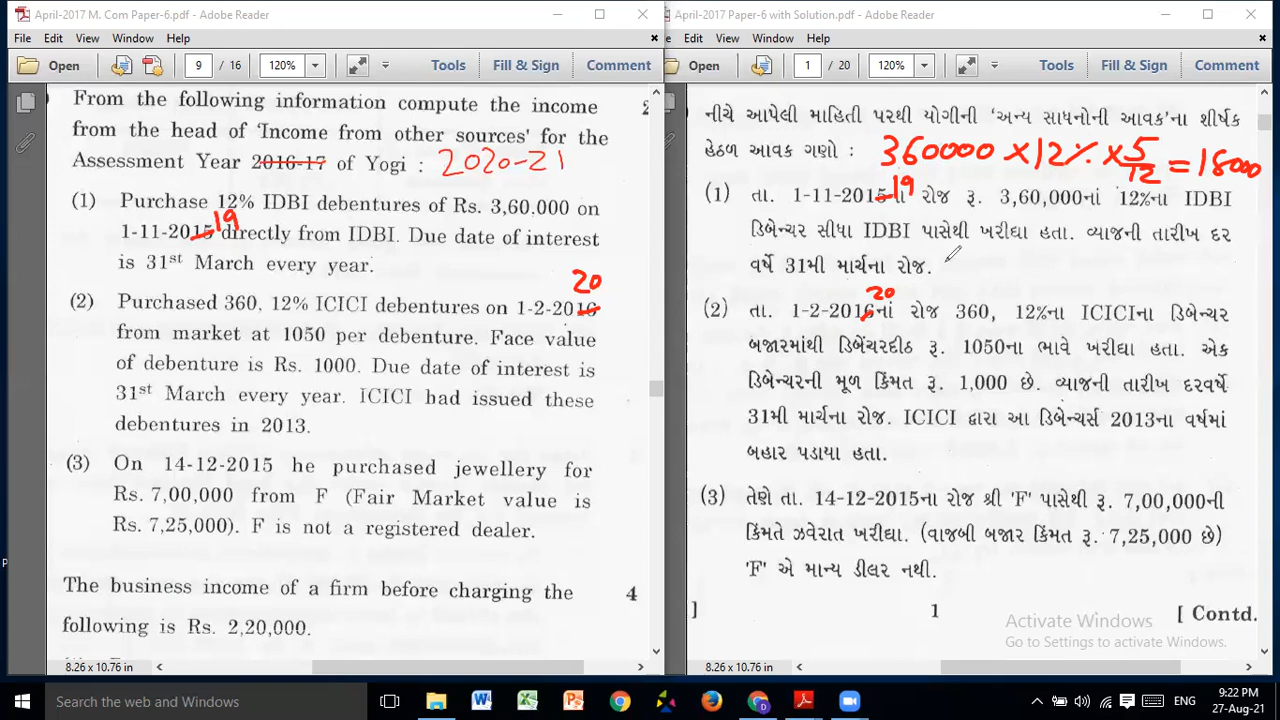 April-2017 M. Com Paper-6.pdf - Adobe Reader
File Edit View Window Help
Open
9 / 16
120%
Tools Fill & Sign Comment
From the following information compute the income
from the head of 'Income from other sources' for the
Assessment Year 2016-17 of Yogi : 2020-21
(1) Purchase 12% IDBI debentures of Rs. 3,60.000 on
19
1-11-2015 directly from IDBI. Due date of interest
is 31st March every year.
20
(2) Purchased 360, 12% ICICI debentures on 1-2-2016
from market at 1050 per debenture. Face value
of debenture is Rs. 1000. Due date of interest is
31st March every year. ICICI had issued these
debentures in 2013.
(3) On 14-12-2015 he purchased jewellery for
Rs. 7,00,000 from F (Fair Market value is
Rs. 7,25,000). F is not a registered dealer.
The business income of a firm before charging the 4
following is Rs. 2,20,000.
8.26 x 10.76 in
April-2017 Paper-6 with Solution.pdf - Adobe Reader
File Edit View Window Help
Open
1 / 20
120%
Tools Fill & Sign Comment
નીચે આપેલી માહિતી પરથી યોગીની 'અન્ય સાધનોની આવક'ના શીર્ષક
હેઠળ આવક ગણો :
360000 × 12% × 5/12 = 18000
19
(1) તા. 1-11-2015ના રોજ રૂ. 3,60,000નાં 12%ના IDBI
ડિબેન્ચર સીધા IDBI પાસેથી ખરીદ્યા હતા. વ્યાજની તારીખ દર
વર્ષે 31મી માર્ચના રોજ.
20
(2) તા. 1-2-2016નાં રોજ 360, 12%ના ICICIના ડિબેન્ચર
બજારમાંથી ડિબેંચરદીઠ રૂ. 1050ના ભાવે ખરીદ્યા હતા. એક
ડિબેન્ચરની મૂળ કિંમત રૂ. 1,000 છે. વ્યાજની તારીખ દરવર્ષે
31મી માર્ચના રોજ. ICICI દ્વારા આ ડિબેન્ચર્સ 2013ના વર્ષમાં
બહાર પડાયા હતા.
(3) તેણે તા. 14-12-2015ના રોજ શ્રી 'F' પાસેથી રૂ. 7,00,000ની
કિંમતે ઝવેરાત ખરીદ્યા. (વાજબી બજાર કિંમત રૂ. 7,25,000 છે)
'F' એ માન્ય ડીલર નથી.
] 1 [ Contd.
Activate Windows
Go to Settings to activate Windows.
8.26 x 10.76 in
Search the web and Windows
ENG
9:22 PM
27-Aug-21